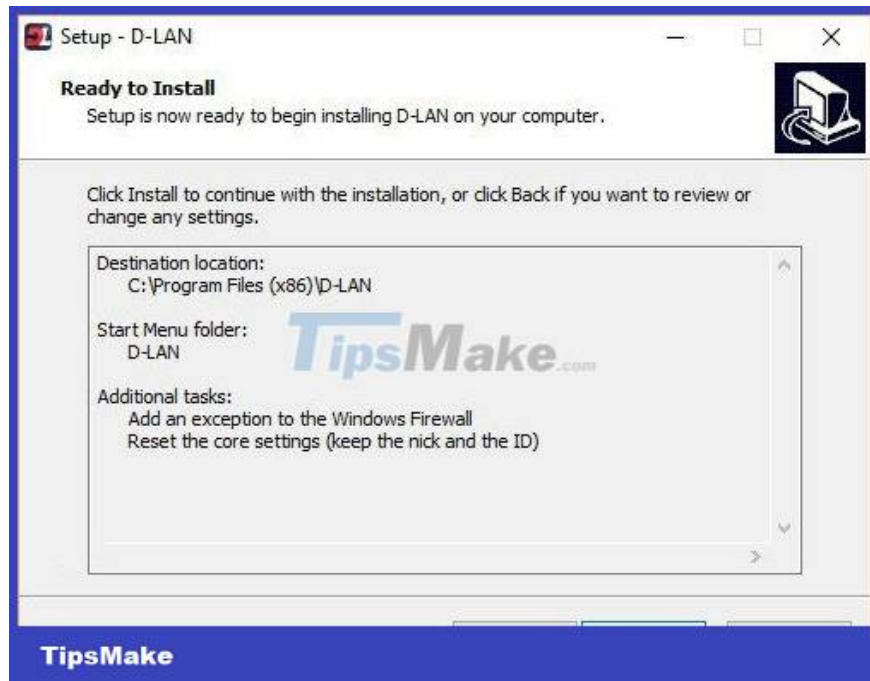 Setup - D-LAN
Ready to Install
Setup is now ready to begin installing D-LAN on your computer.
Click Install to continue with the installation, or click Back if you want to review or
change any settings.
Destination location:
C:\Program Files (x86)\D-LAN
Start Menu folder:
D-LAN
TipsMake.com
Additional tasks:
Add an exception to the Windows Firewall
Reset the core settings (keep the nick and the ID)
TipsMake